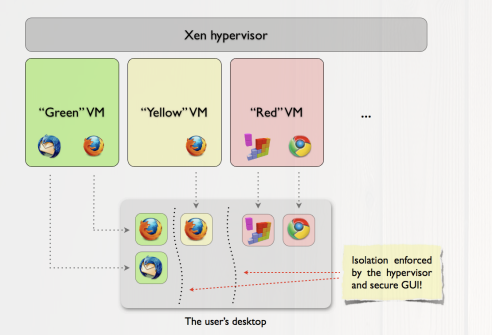 Xen hypervisor
“Green” VM
“Yellow” VM
“Red” VM
...
Isolation enforced
by the hypervisor
and secure GUI!
The user's desktop